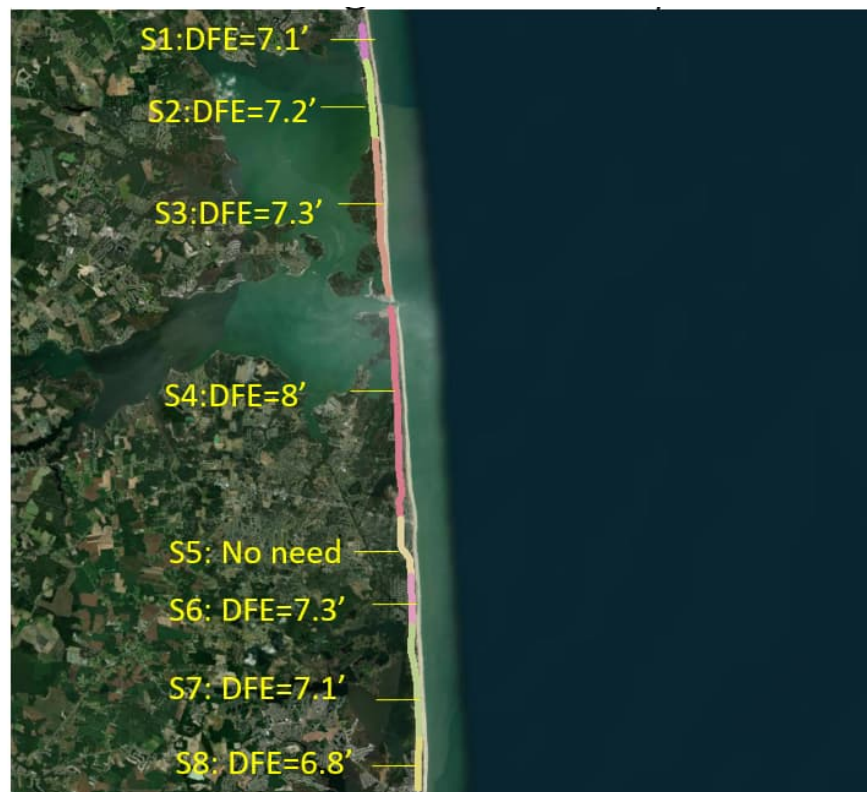 S1:DFE=7.1’
S2:DFE=7.2’
S3:DFE=7.3’
S4:DFE=8’
S5: No need
S6: DFE=7.3’
S7: DFE=7.1’
S8: DFE=6.8’